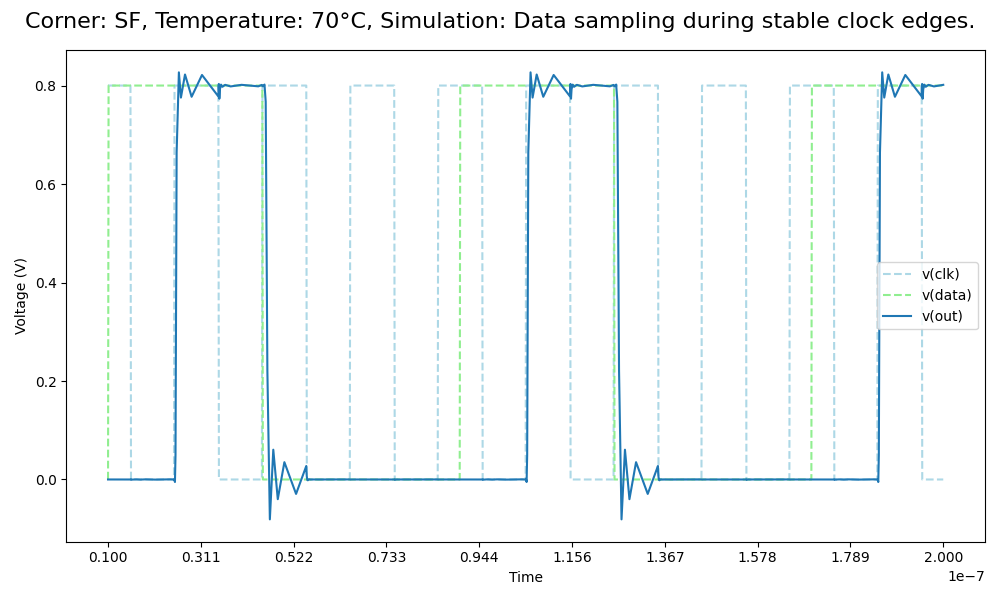 Corner: SF, Temperature: 70°C, Simulation: Data sampling during stable clock edges.
Voltage (V)
0.8
0.6
0.4
0.2
0.0
v(clk)
v(data)
v(out)
0.100 0.311 0.522 0.733 0.944 1.156 1.367 1.578 1.789 2.000
Time
1e−7